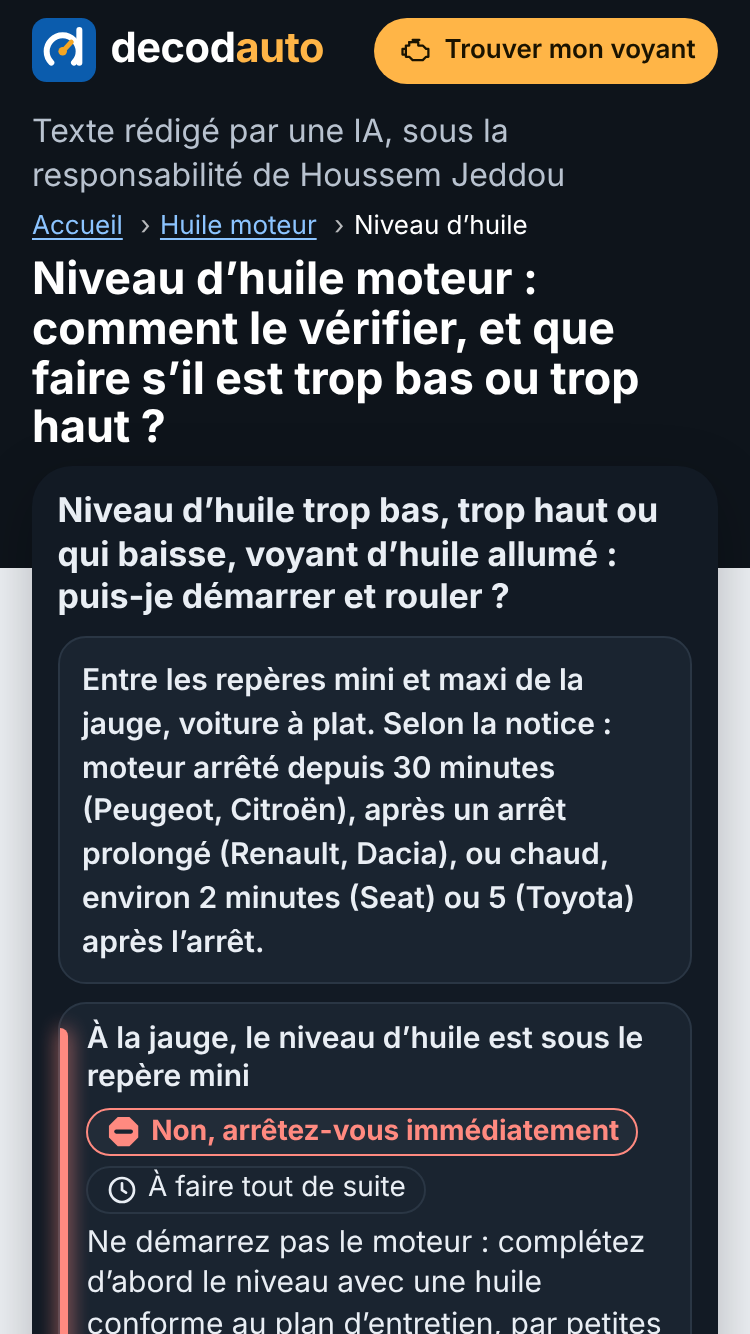 decodauto
Trouver mon voyant
Texte rédigé par une IA, sous la
responsabilité de Houssem Jeddou
Accueil › Huile moteur › Niveau d’huile
Niveau d’huile moteur :
comment le vérifier, et que
faire s’il est trop bas ou trop
haut ?
Niveau d’huile trop bas, trop haut ou
qui baisse, voyant d’huile allumé :
puis-je démarrer et rouler ?
Entre les repères mini et maxi de la
jauge, voiture à plat. Selon la notice :
moteur arrêté depuis 30 minutes
(Peugeot, Citroën), après un arrêt
prolongé (Renault, Dacia), ou chaud,
environ 2 minutes (Seat) ou 5 (Toyota)
après l’arrêt.
À la jauge, le niveau d’huile est sous le
repère mini
Non, arrêtez-vous immédiatement
À faire tout de suite
Ne démarrez pas le moteur : complétez
d’abord le niveau avec une huile
conforme au plan d’entretien, par petites